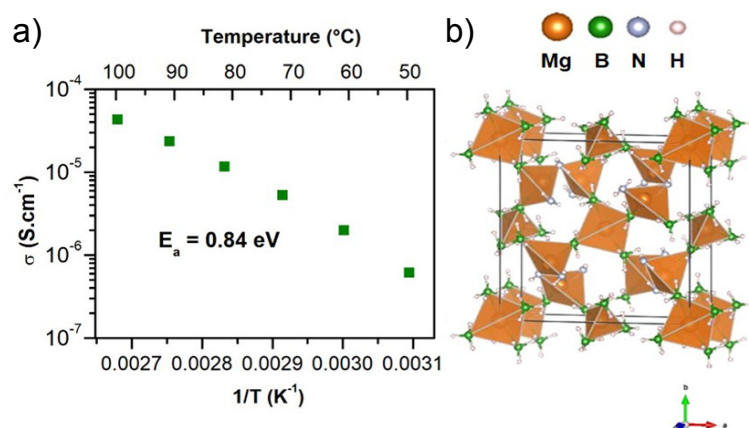 a)
Temperature (°C)
100 90 80 70 60 50
10⁻⁴
10⁻⁵
10⁻⁶
10⁻⁷
σ (S.cm⁻¹)
Eₐ = 0.84 eV
0.0027 0.0028 0.0029 0.0030 0.0031
1/T (K⁻¹)
b)
Mg B N H
b
a